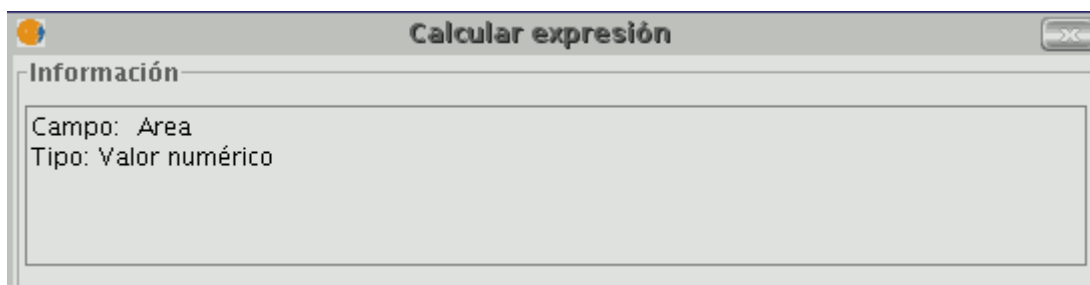 Calcular expresión
Información
Campo: Area
Tipo: Valor numérico